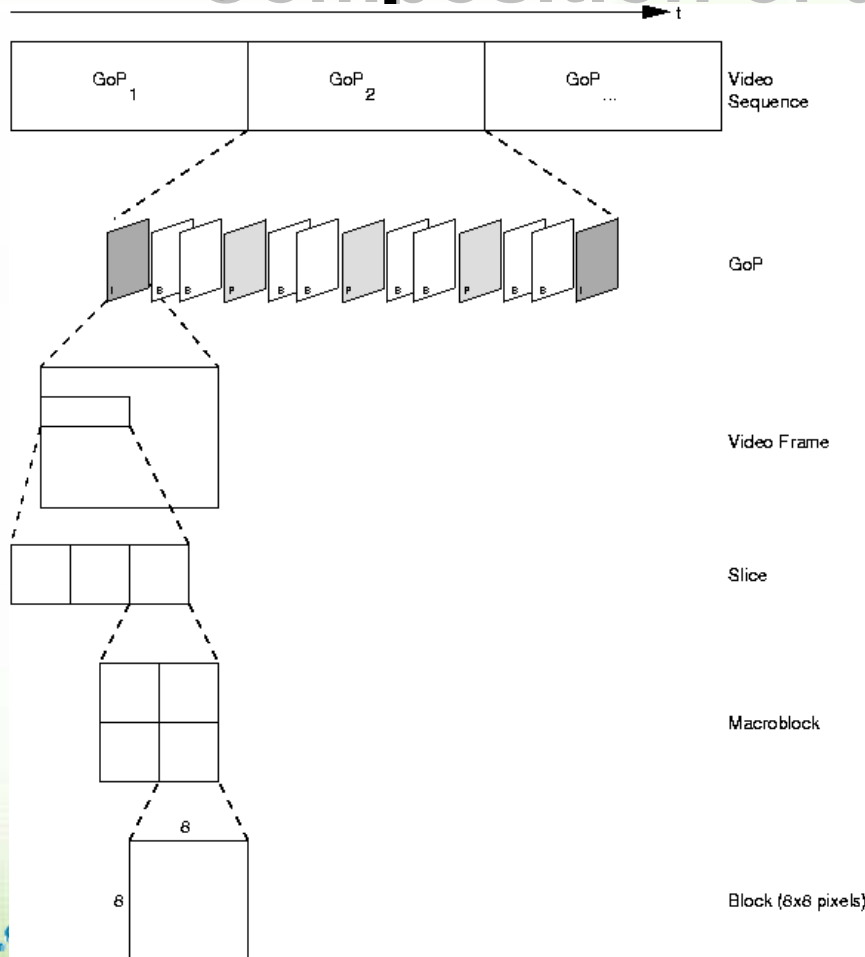 t
GoP 1 GoP 2 GoP ...
Video
Sequence
I B B P B B P B B P B B I
GoP
Video Frame
Slice
Macroblock
8
8
Block (8x8 pixels)